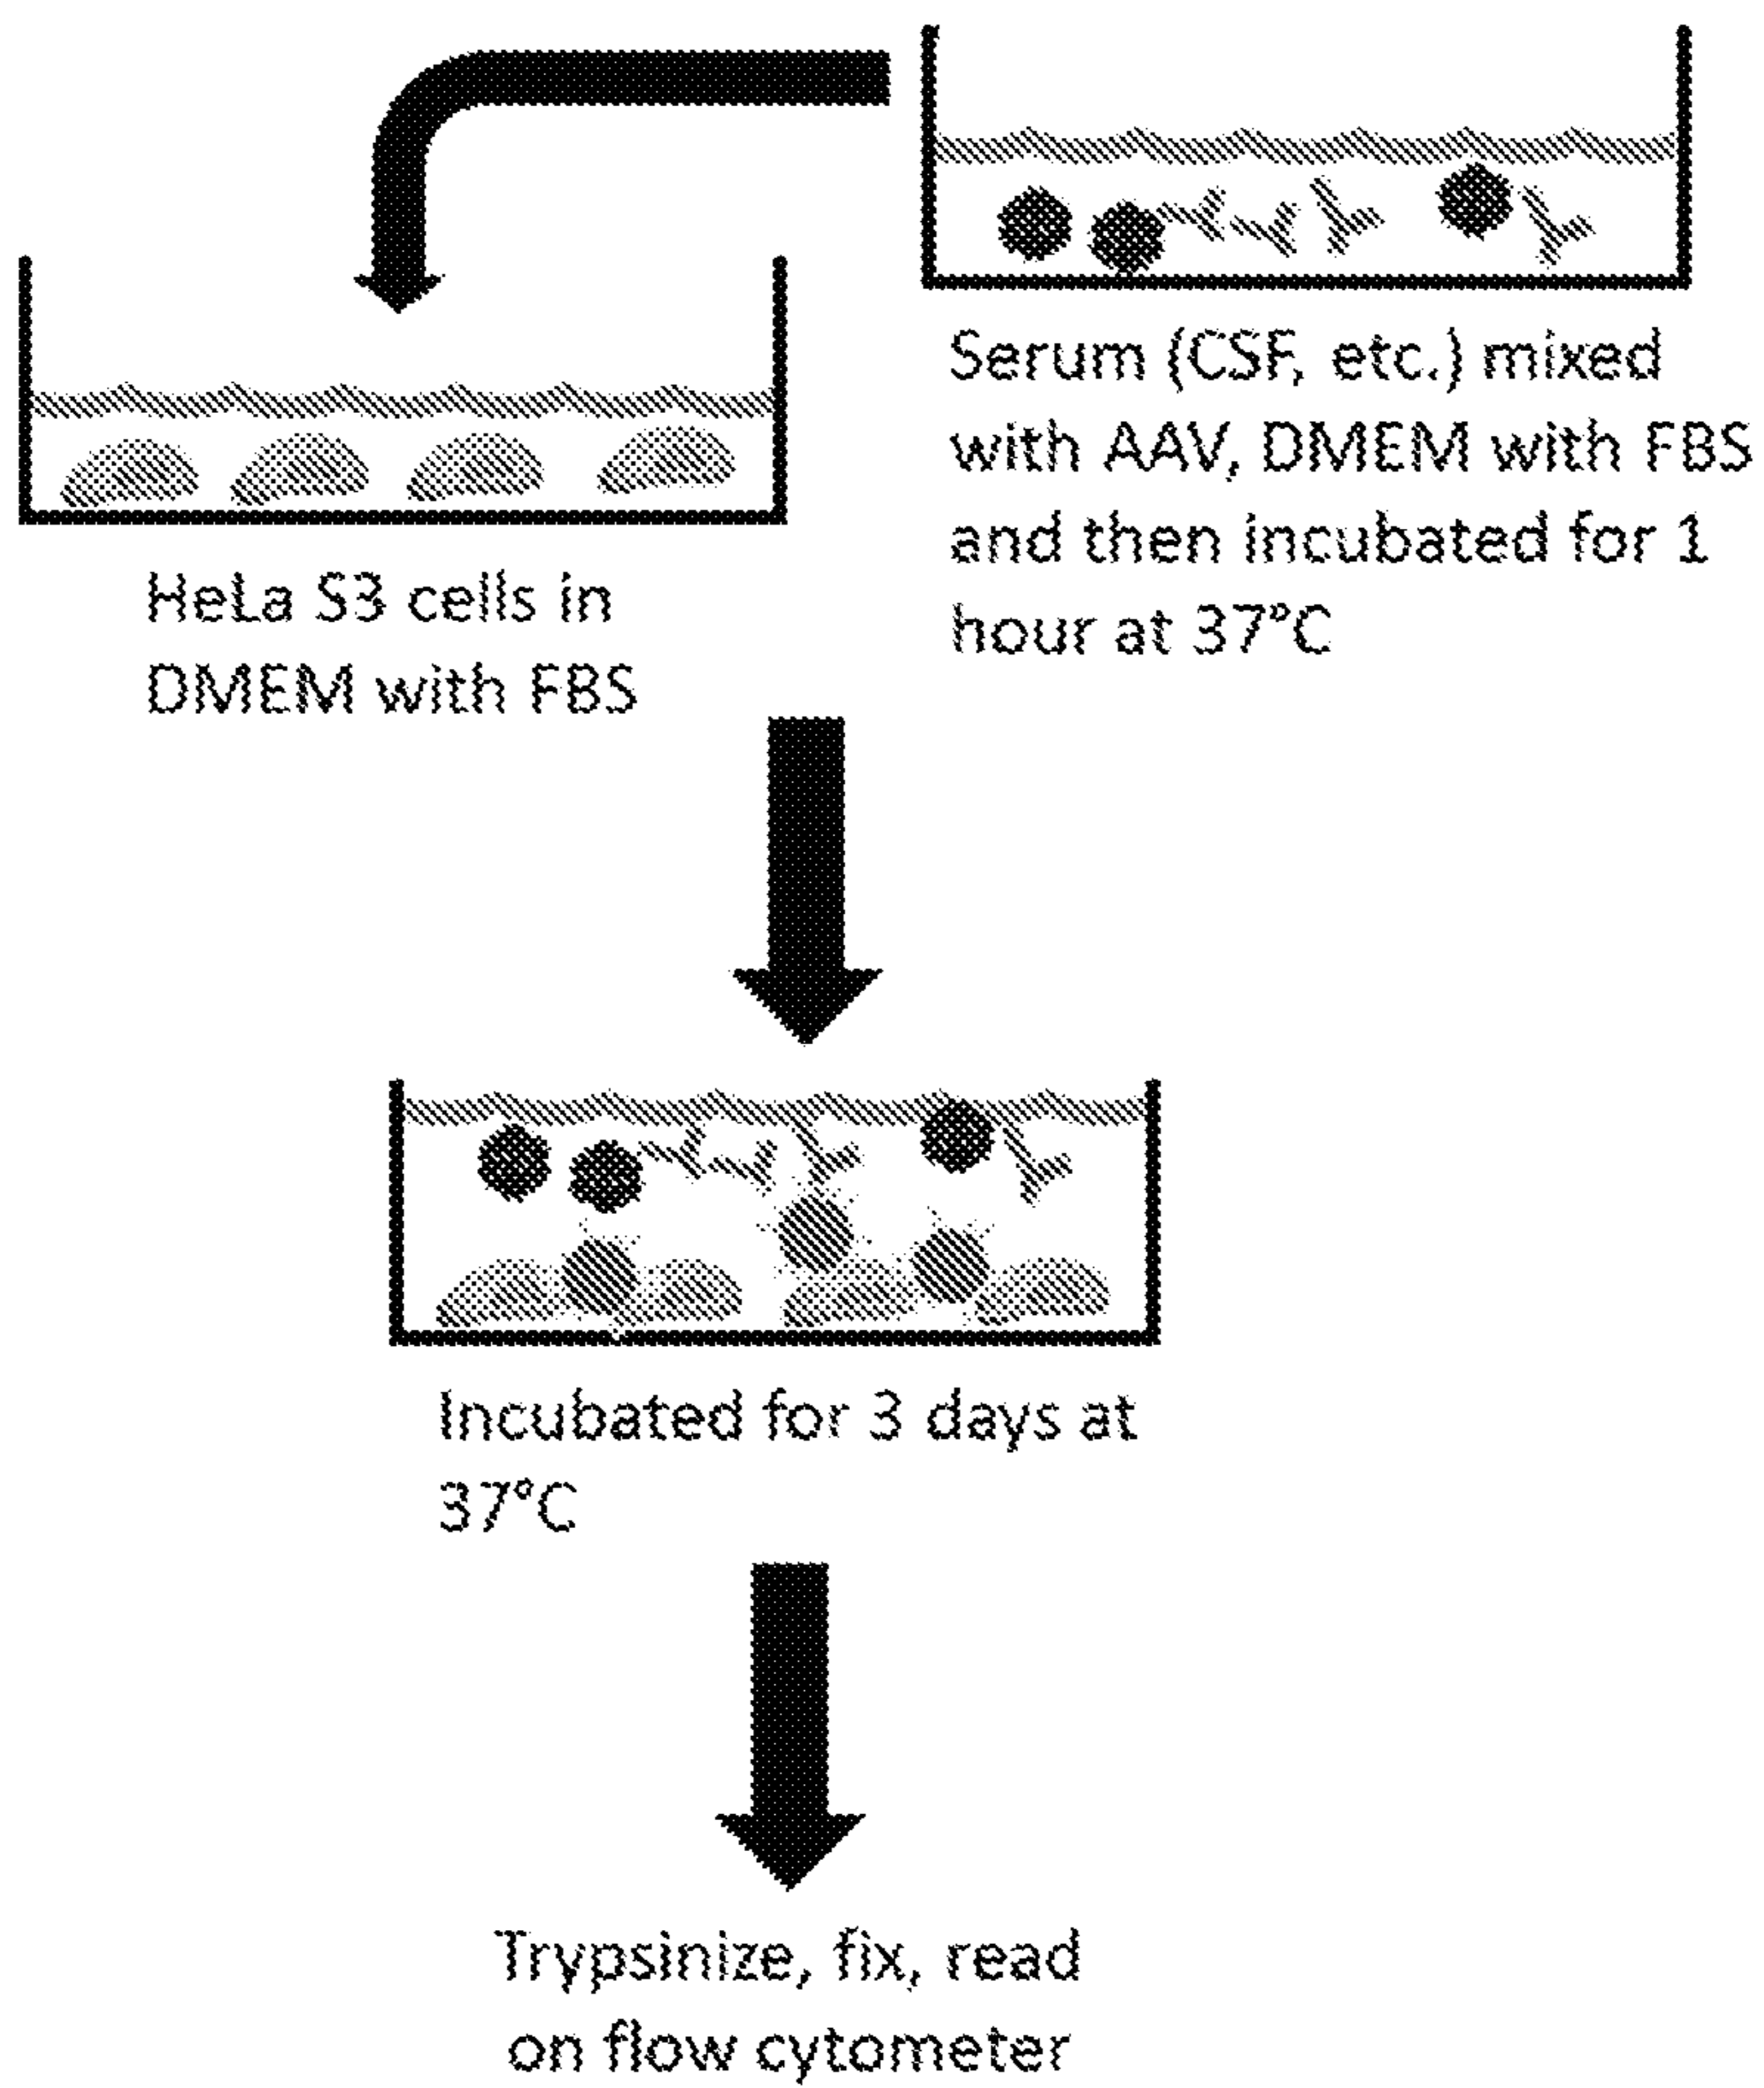 Serum (CSF, etc.) mixed
with AAV, DMEM with FBS
and then incubated for 1
hour at 37°C
HeLa S3 cells in
DMEM with FBS
Incubated for 3 days at
37°C
Trypsinize, fix, read
on flow cytometer